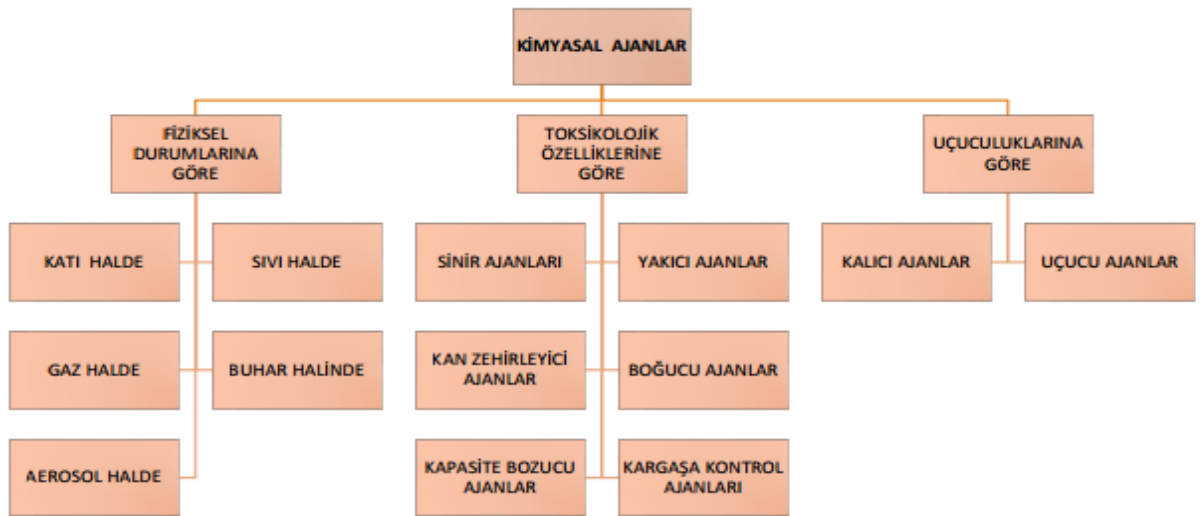 KİMYASAL AJANLAR
FİZİKSEL
DURUMLARINA
GÖRE
TOKSİKOLOJİK
ÖZELLİKLERİNE
GÖRE
UÇUCULUKLARINA
GÖRE
KATI HALDE
SIVI HALDE
SİNİR AJANLARI
YAKICI AJANLAR
KALICI AJANLAR
UÇUCU AJANLAR
GAZ HALDE
BUHAR HALİNDE
KAN ZEHİRLEYİCİ
AJANLAR
BOĞUCU AJANLAR
AEROSOL HALDE
KAPASİTE BOZUCU
AJANLAR
KARGAŞA KONTROL
AJANLARI